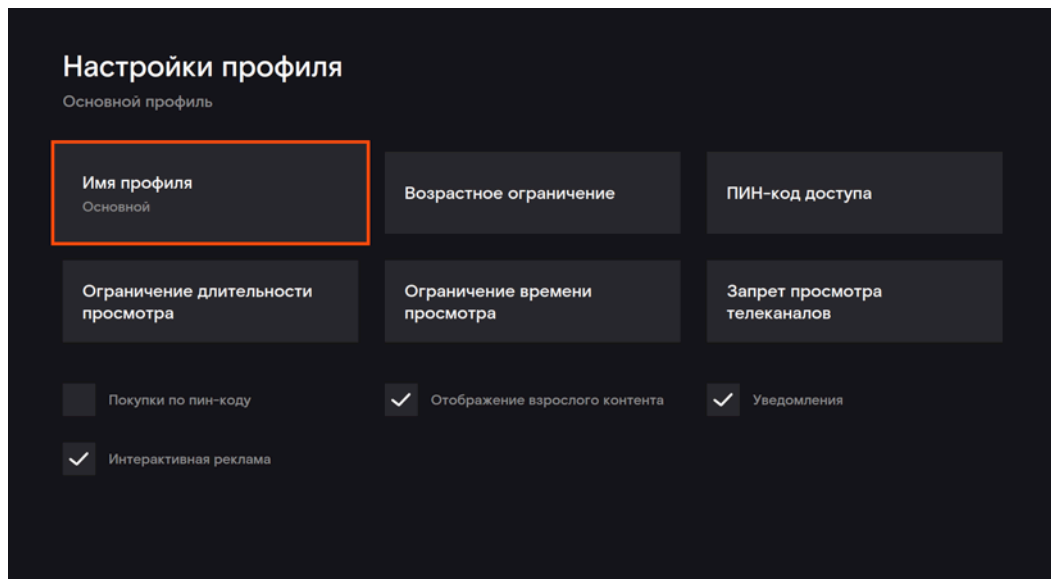 Настройки профиля
Основной профиль
Имя профиля
Основной
Возрастное ограничение
ПИН-код доступа
Ограничение длительности
просмотра
Ограничение времени
просмотра
Запрет просмотра
телеканалов
Покупки по пин-коду
Отображение взрослого контента
Уведомления
Интерактивная реклама